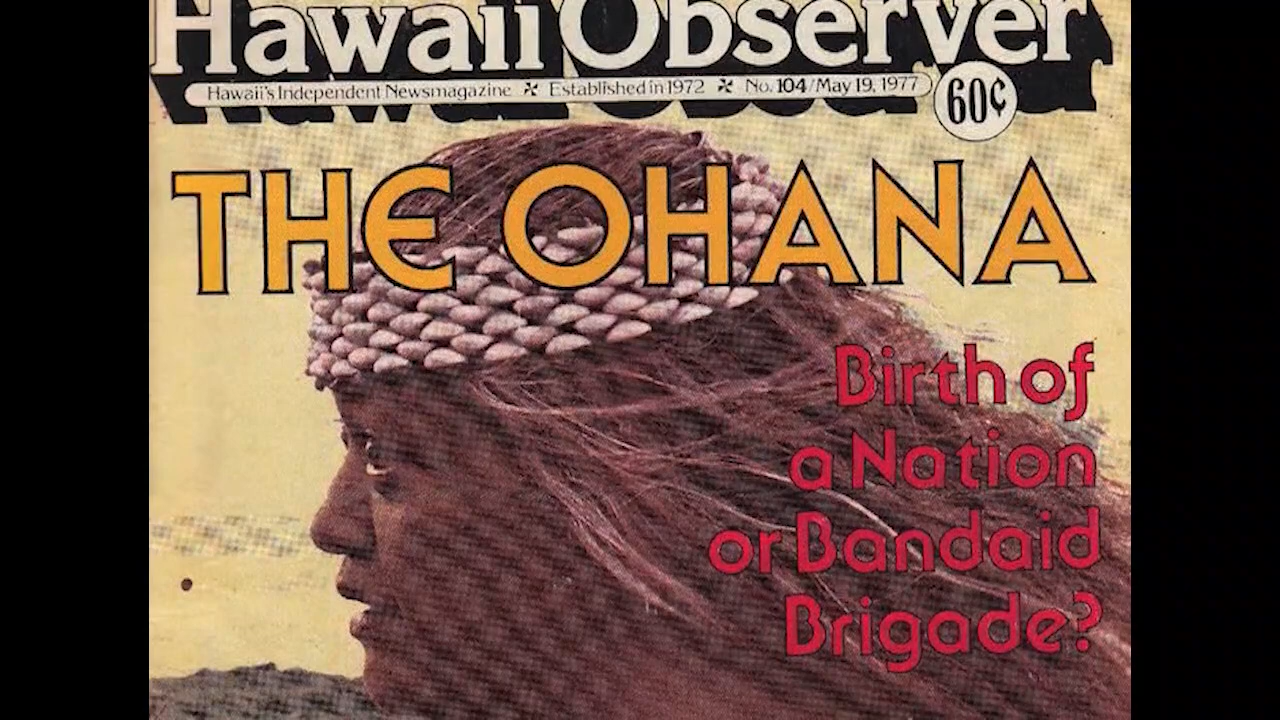 Hawaii Observer
Hawaii's Independent Newsmagazine * Established in 1972 * No. 104/May 19, 1977
60¢
THE OHANA
Birth of
a Nation
or Bandaid
Brigade?